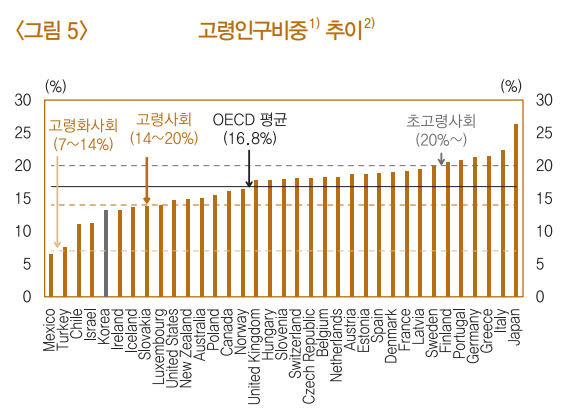 <그림 5> 고령인구비중1) 추이2)
(%) (%)
고령화사회
(7~14%)
고령사회
(14~20%)
OECD 평균
(16.8%)
초고령사회
(20%~)
30 30
25 25
20 20
15 15
10 10
5 5
0 0
Mexico
Turkey
Chile
Israel
Korea
Ireland
Iceland
Slovakia
Luxembourg
United States
New Zealand
Australia
Poland
Canada
Norway
United Kingdom
Hungary
Slovenia
Switzerland
Czech Republic
Belgium
Netherlands
Austria
Estonia
Spain
Denmark
France
Latvia
Sweden
Finland
Portugal
Germany
Greece
Italy
Japan